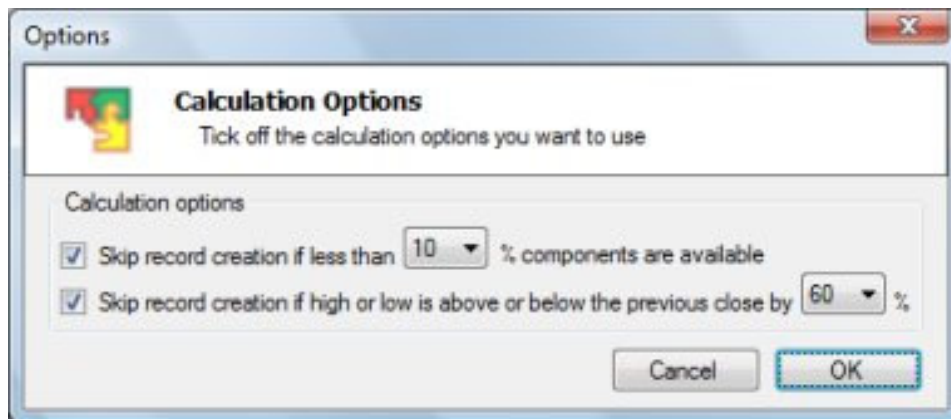 Options
Calculation Options
Tick off the calculation options you want to use
Calculation options
Skip record creation if less than 10 % components are available
Skip record creation if high or low is above or below the previous close by 60 %
Cancel OK